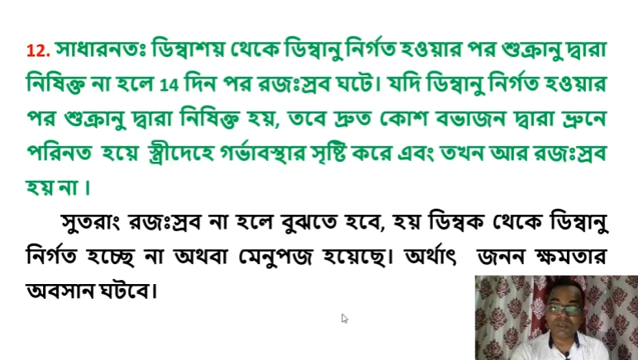 12. সাধারনতঃ ডিম্বাশয় থেকে ডিম্বানু নির্গত হওয়ার পর শুক্রানু দ্বারা
নিষিক্ত না হলে 14 দিন পর রজঃস্রব ঘটে। যদি ডিম্বানু নির্গত হওয়ার
পর শুক্রানু দ্বারা নিষিক্ত হয়, তবে দ্রুত কোশ বভাজন দ্বারা ভ্রুনে
পরিনত হয়ে স্ত্রীদেহে গর্ভাবস্থার সৃষ্টি করে এবং তখন আর রজঃস্রব
হয় না ।
সুতরাং রজঃস্রব না হলে বুঝতে হবে, হয় ডিম্বক থেকে ডিম্বানু
নির্গত হচ্ছে না অথবা মেনুপজ হয়েছে। অর্থাৎ জনন ক্ষমতার
অবসান ঘটবে।